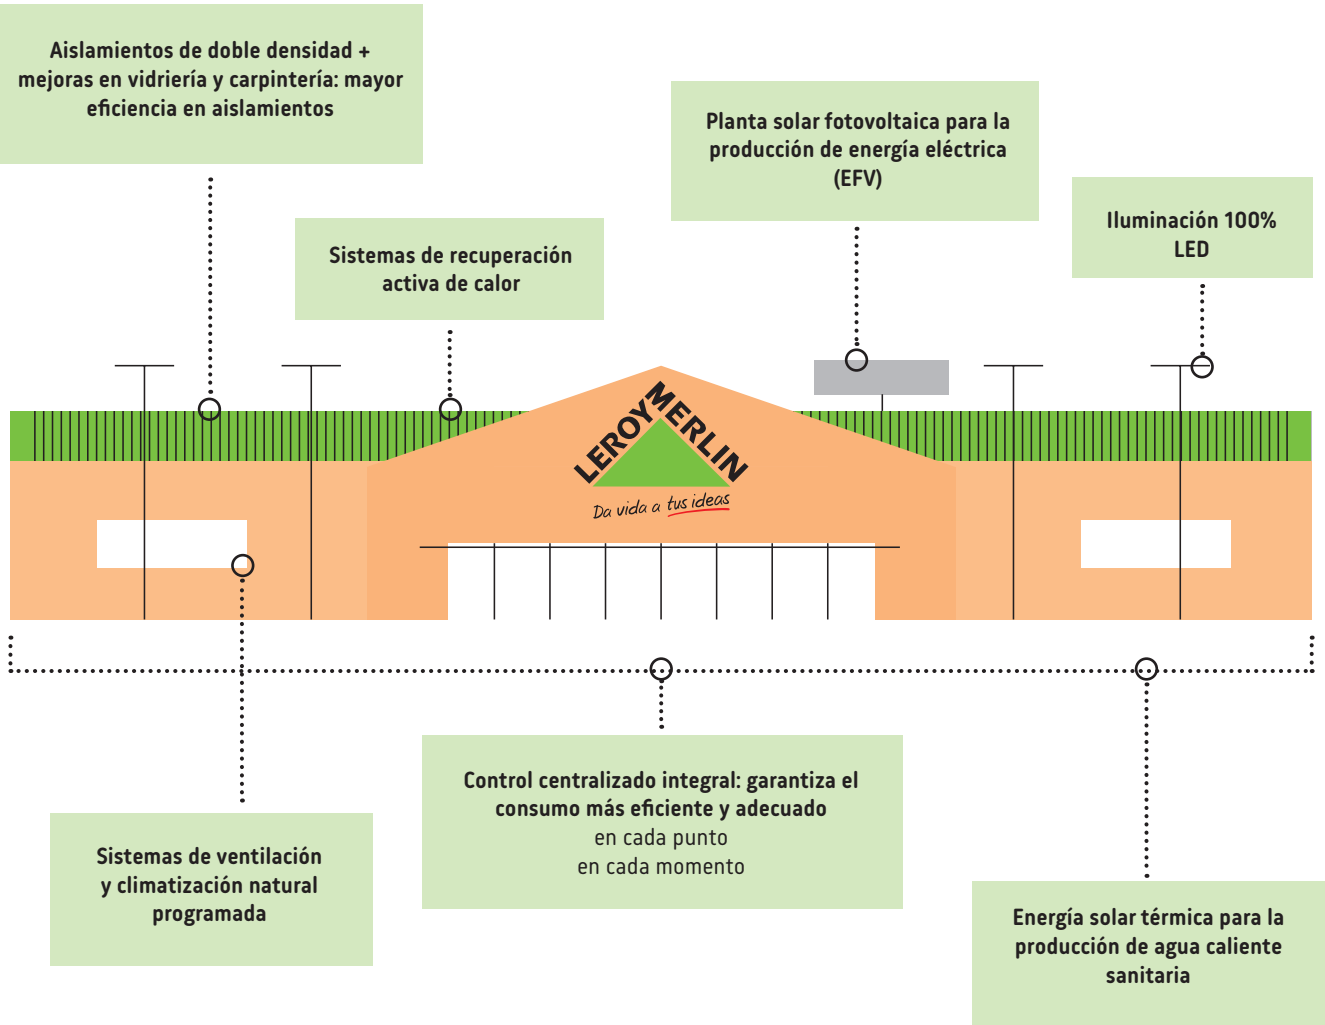 Aislamientos de doble densidad +
mejoras en vidriería y carpintería: mayor
eficiencia en aislamientos
Planta solar fotovoltaica para la
producción de energía eléctrica
(EFV)
Iluminación 100%
LED
Sistemas de recuperación
activa de calor
LEROY MERLIN
Da vida a tus ideas
Control centralizado integral: garantiza el
consumo más eficiente y adecuado
en cada punto
en cada momento
Sistemas de ventilación
y climatización natural
programada
Energía solar térmica para la
producción de agua caliente
sanitaria